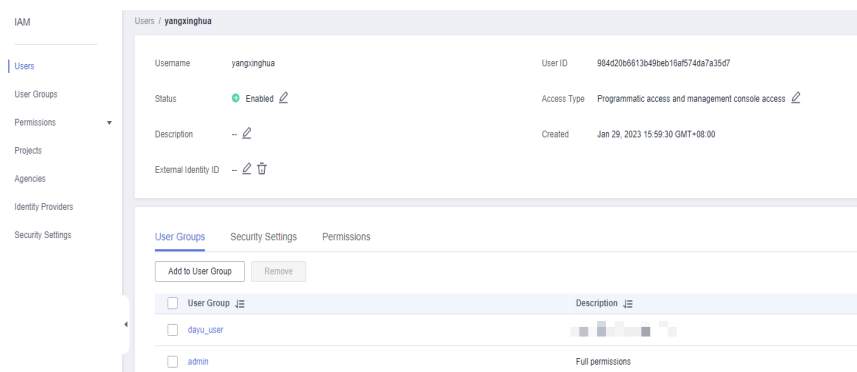 IAM
Users
User Groups
Permissions
Projects
Agencies
Identity Providers
Security Settings
Users / yangxinghua
Username yangxinghua
User ID 984d20b6613b49beb16af574da7a35d7
Status Enabled
Access Type Programmatic access and management console access
Description --
Created Jan 29, 2023 15:59:30 GMT+08:00
External Identity ID --
User Groups Security Settings Permissions
Add to User Group Remove
User Group Description
dayu_user
admin Full permissions